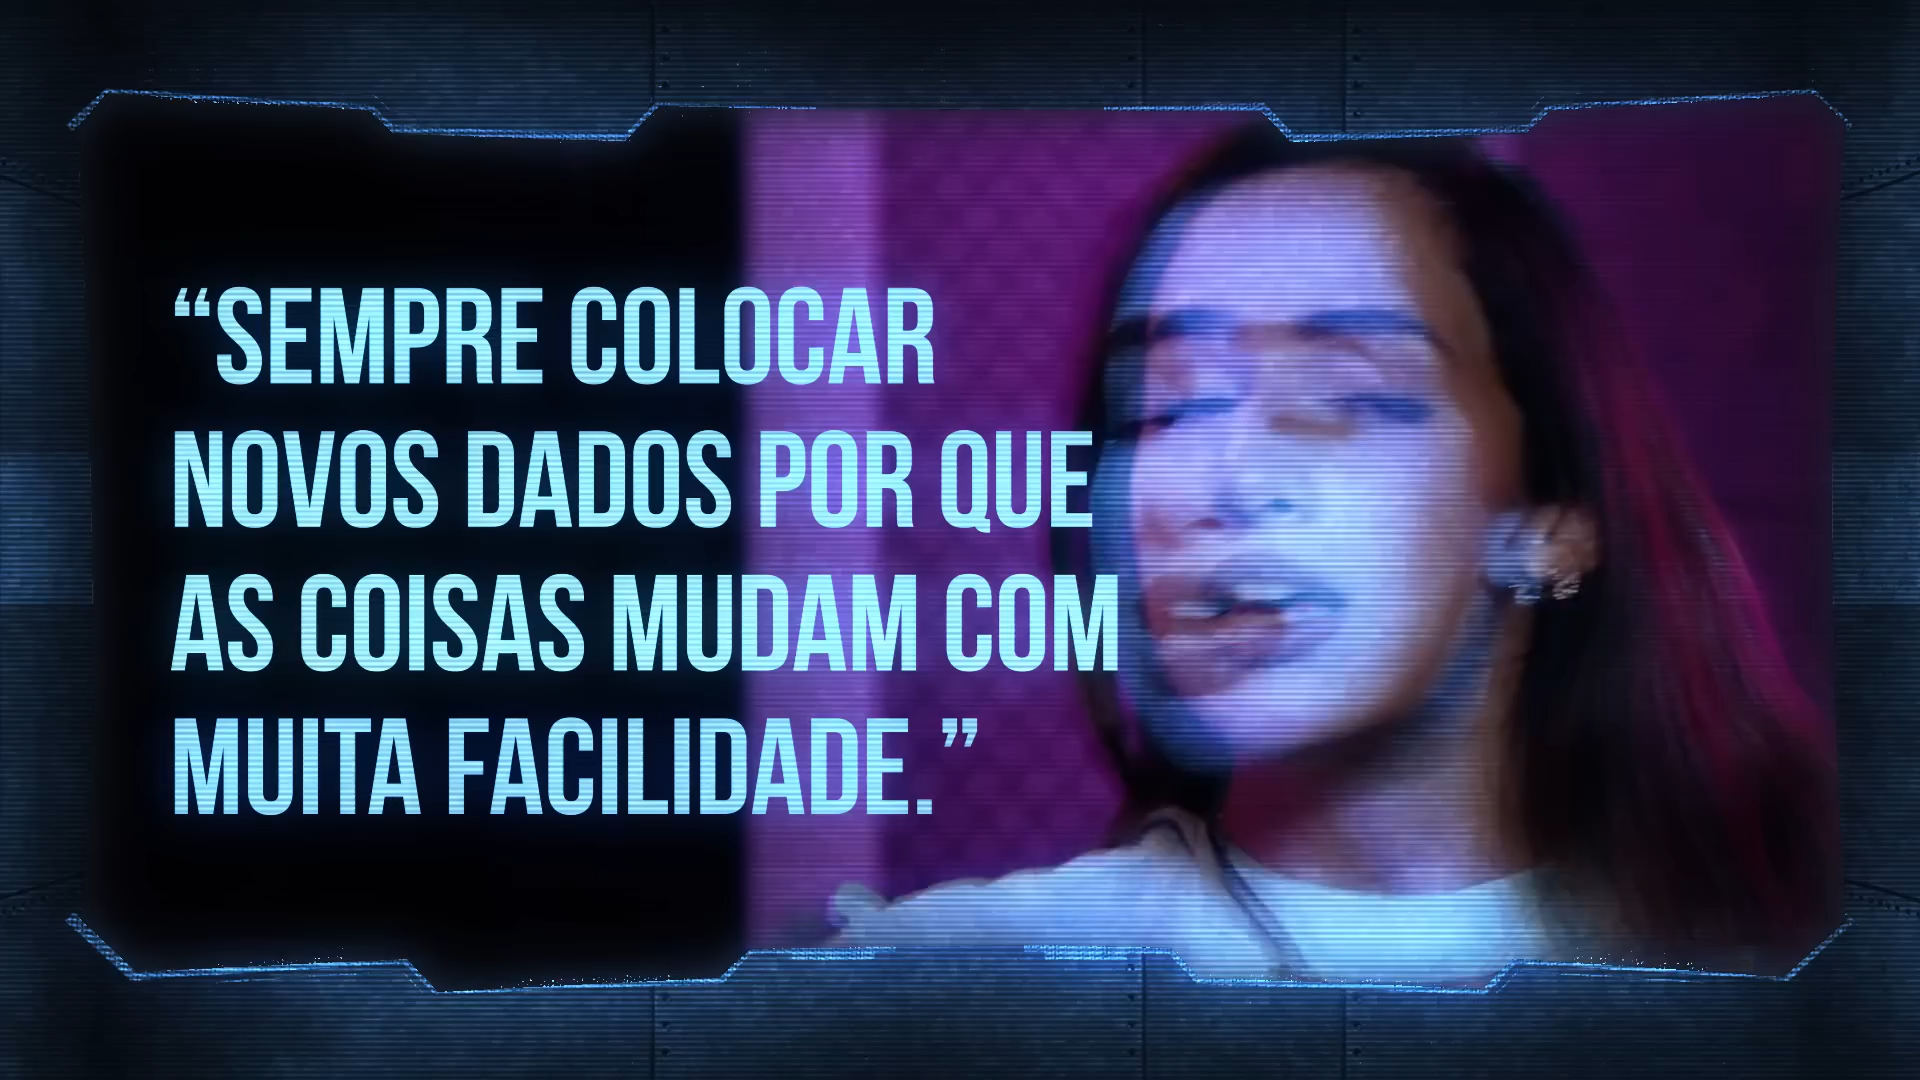 “SEMPRE COLOCAR
NOVOS DADOS POR QUE
AS COISAS MUDAM COM
MUITA FACILIDADE.”